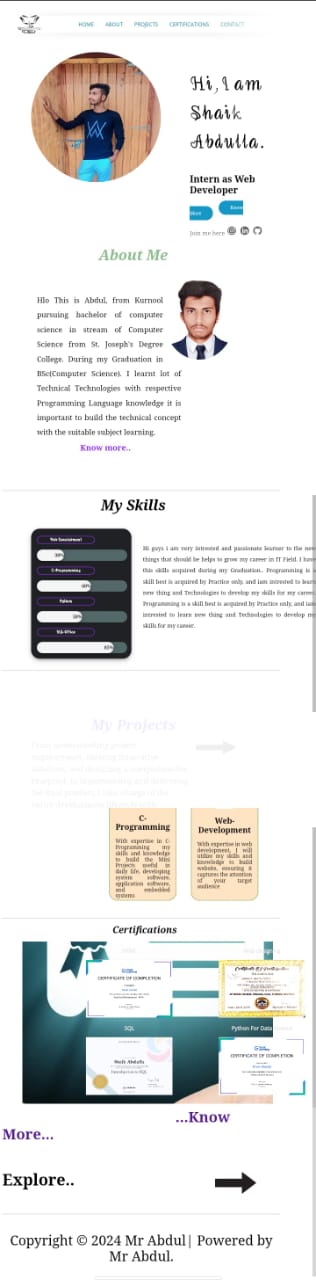 HOME ABOUT PROJECTS CERTIFICATIONS CONTACT
Hi, I am
Shaik
Abdulla.
Intern as Web
Developer
Know
More
Join me here
About Me
Hlo This is Abdul, from Kurnool
pursuing bachelor of computer
science in stream of Computer
Science from St. Joseph's Degree
College. During my Graduation in
BSc(Computer Science). I learnt lot of
Technical Technologies with respective
Programming Language knowledge it is
important to build the technical concept
with the suitable subject learning.
Know more..
My Skills
Web Development
30%
C-Programming
60%
Python
50%
SQL-Office
85%
Hi guys I am very intrested and passionate learner to the new
things that should be helps to grow my career in IT Field. I have
this skills acquired during my Graduation.. Programming is a
skill best is acquired by Practice only, and iam intrested to learn
new thing and Technologies to develop my skills for my career.
Programming is a skill best is acquired by Practice only, and iam
intrested to learn new thing and Technologies to develop my
skills for my career.
My Projects
C-
Programming
With expertise in C-
Programming my
skills and knowledge
to build the Mini
Projects useful in
daily life, developing
system software,
application software,
and embedded
systems
Web-
Development
With expertise in web
development, I will
utilize my skills and
knowledge to build
website, ensuring it
captures the attention
of your target
audience
Certifications
CERTIFICATE OF COMPLETION
SQL
Python For Data
Shaik Abdulla
Introduction to SQL
CERTIFICATE OF COMPLETION
...Know
More...
Explore..
Copyright © 2024 Mr Abdul| Powered by
Mr Abdul.